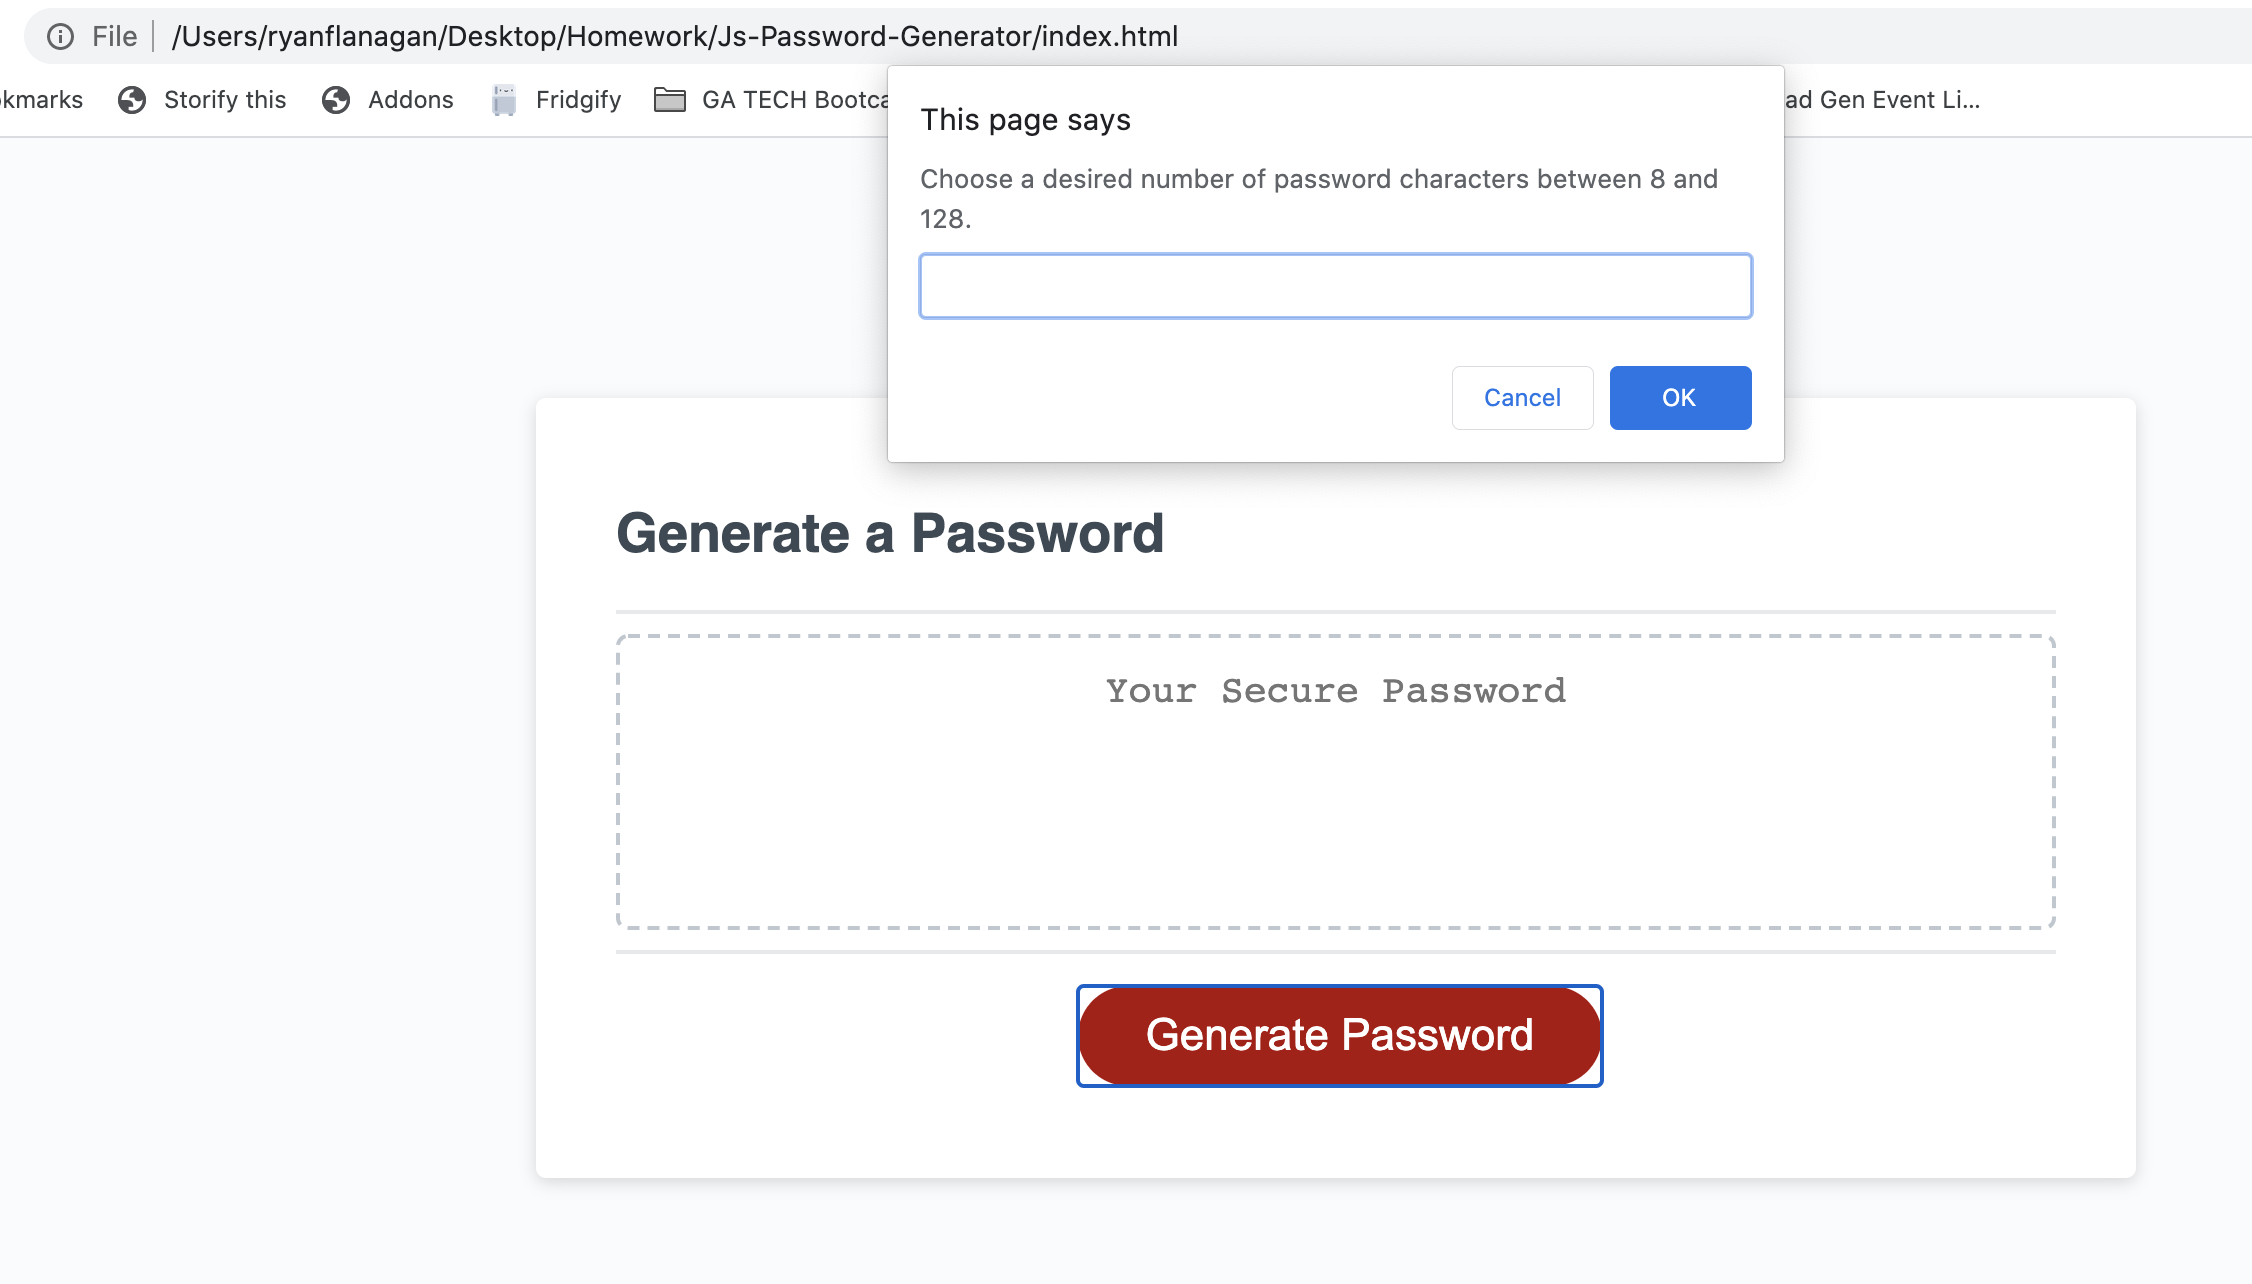 File /Users/ryanflanagan/Desktop/Homework/Js-Password-Generator/index.html
kmarks Storify this Addons Fridgify GA TECH Bootca ad Gen Event Li...
This page says
Choose a desired number of password characters between 8 and
128.
Cancel OK
Generate a Password
Your Secure Password
Generate Password